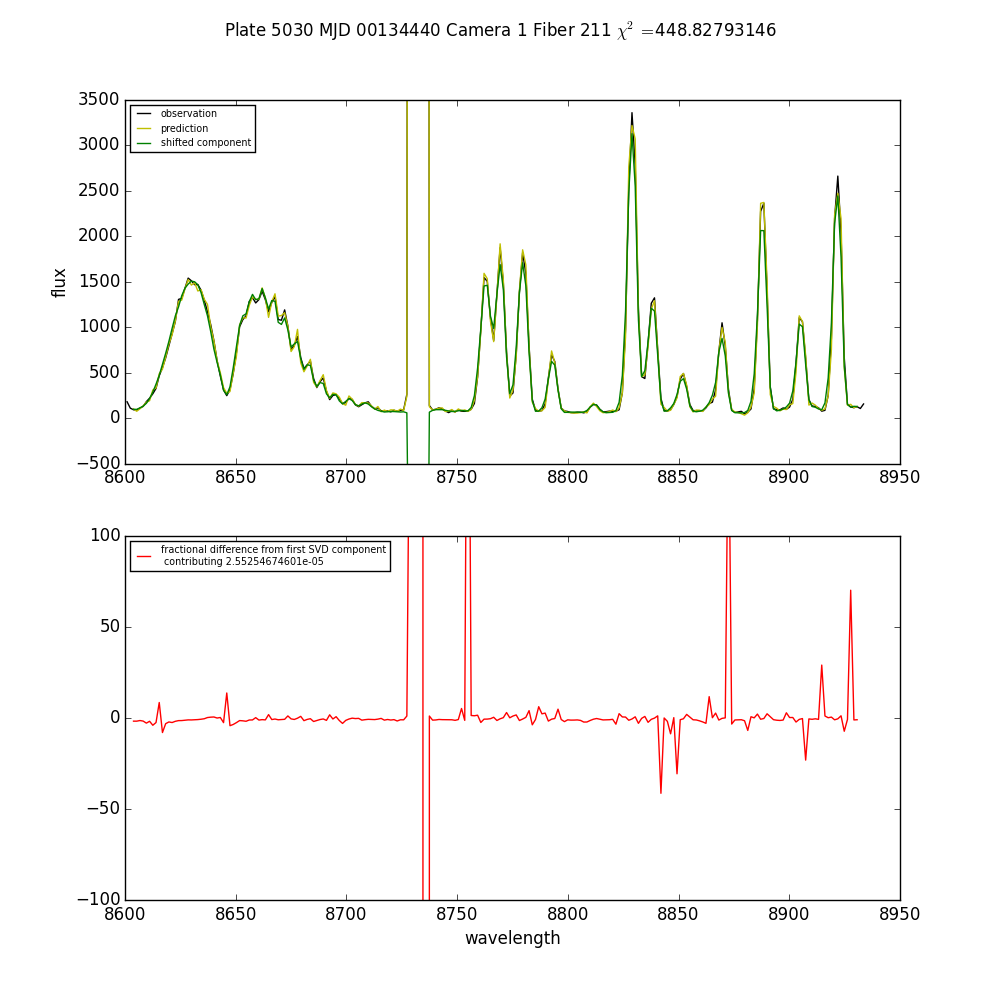 Plate 5030 MJD 00134440 Camera 1 Fiber 211 χ² =448.82793146
3500
3000
2500
2000
1500
1000
500
0
−500
flux
observation
prediction
shifted component
8600 8650 8700 8750 8800 8850 8900 8950
100
50
0
−50
−100
fractional difference from first SVD component
contributing 2.55254674601e-05
8600 8650 8700 8750 8800 8850 8900 8950
wavelength